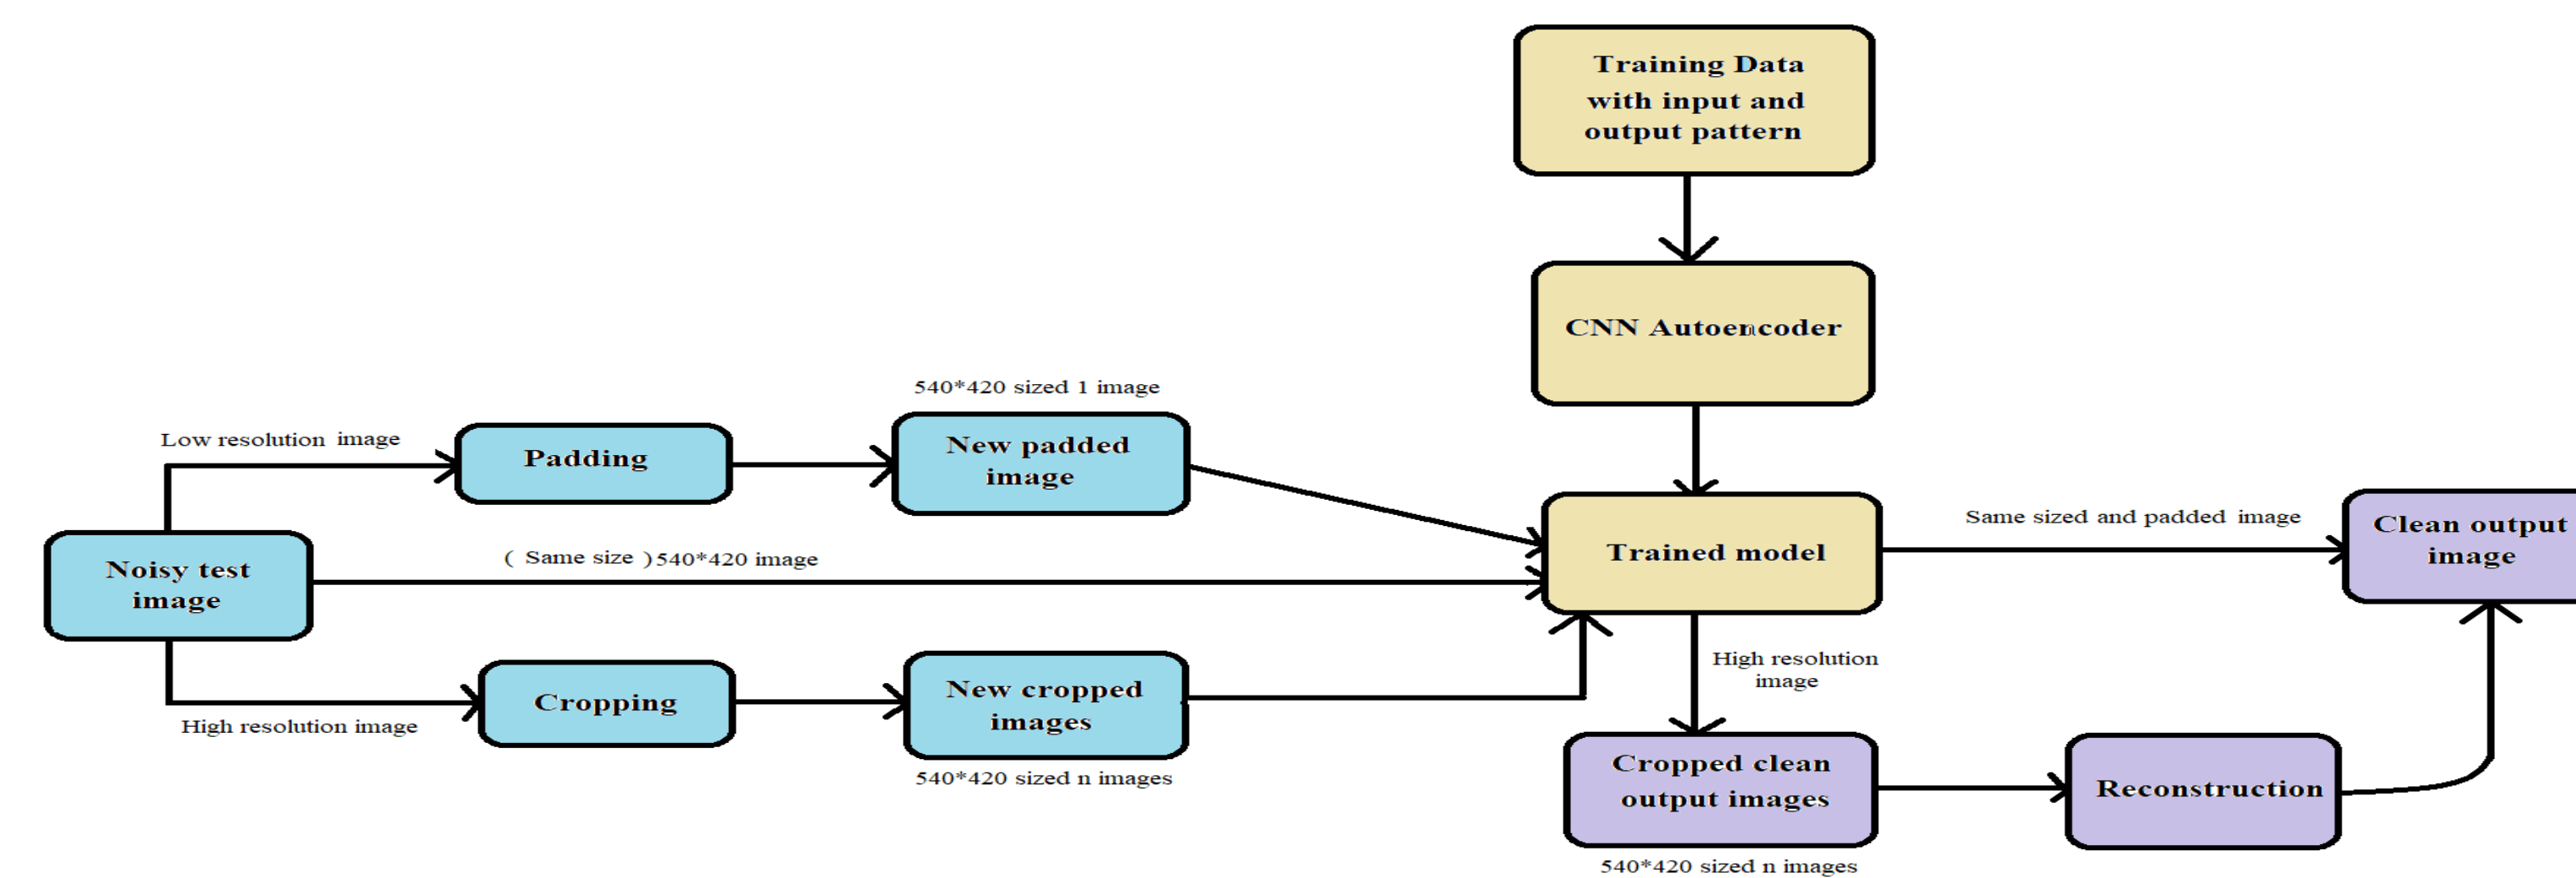 Training Data
with input and
output pattern
CNN Autoencoder
540*420 sized 1 image
Low resolution image
Padding
New padded
image
Noisy test
image
( Same size )540*420 image
Trained model
Same sized and padded image
Clean output
image
High resolution image
Cropping
New cropped
images
540*420 sized n images
High resolution
image
Cropped clean
output images
540*420 sized n images
Reconstruction